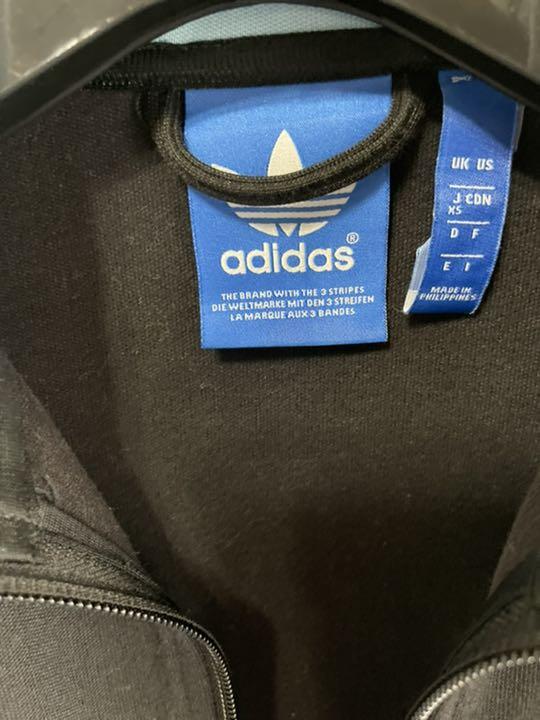 adidas®
THE BRAND WITH THE 3 STRIPES
DIE WELTMARKE MIT DEN 3 STREIFEN
LA MARQUE AUX 3 BANDES
UK US
J CDN
XS
D F
E I
MADE IN
PHILIPPINES